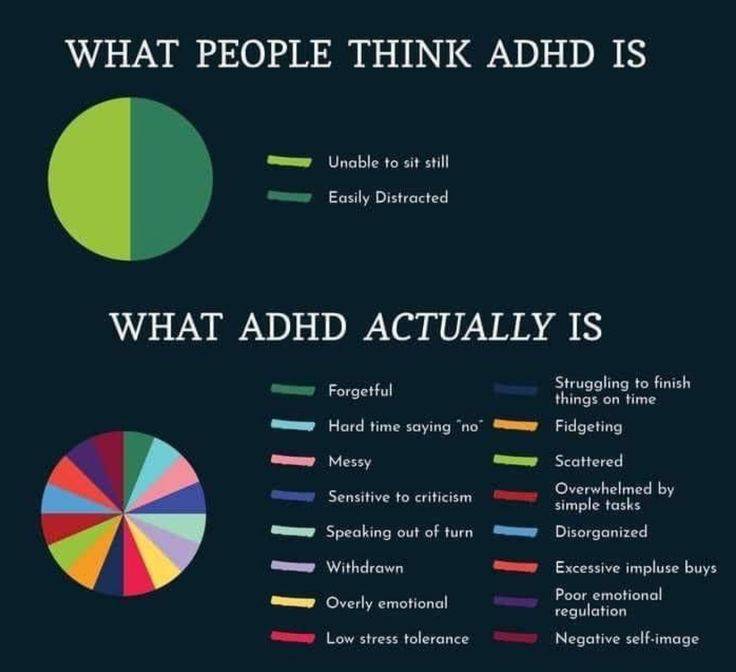 WHAT PEOPLE THINK ADHD IS
Unable to sit still
Easily Distracted
WHAT ADHD ACTUALLY IS
Forgetful
Hard time saying "no"
Messy
Sensitive to criticism
Speaking out of turn
Withdrawn
Overly emotional
Low stress tolerance
Struggling to finish
things on time
Fidgeting
Scattered
Overwhelmed by
simple tasks
Disorganized
Excessive impluse buys
Poor emotional
regulation
Negative self-image